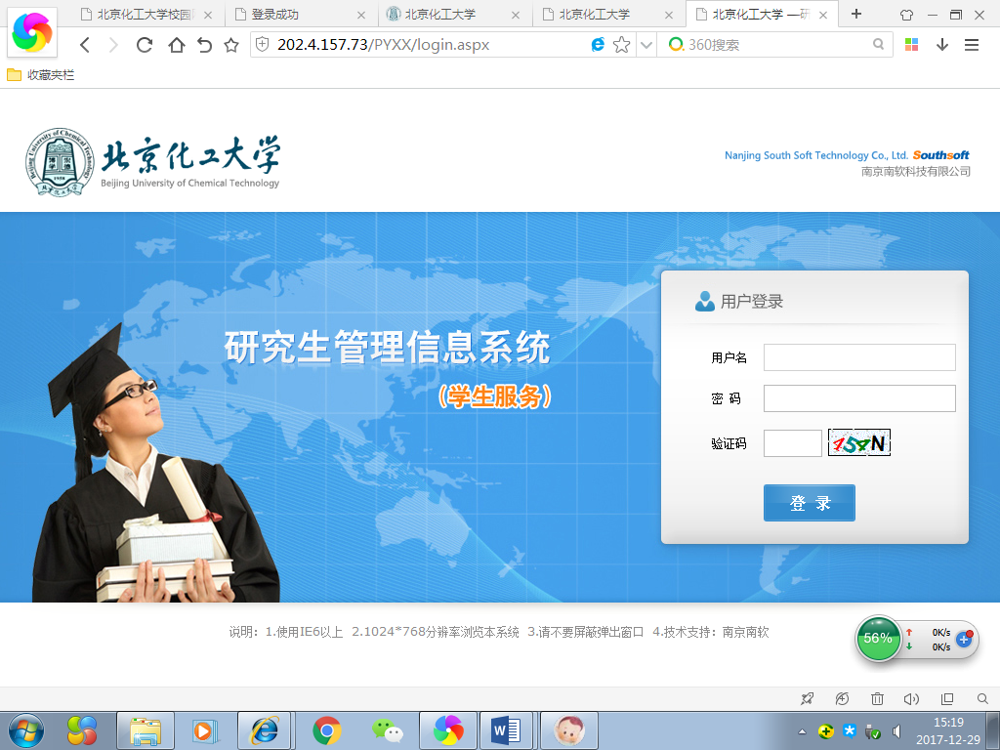 北京化工大学校园
登录成功
北京化工大学
北京化工大学
北京化工大学 —研
202.4.157.73/PYXX/login.aspx
360搜索
收藏夹栏
北京化工大学
Beijing University of Chemical Technology
Nanjing South Soft Technology Co., Ltd. Southsoft
南京南软科技有限公司
研究生管理信息系统
（学生服务）
用户登录
用户名
密 码
验证码
154N
登 录
说明：1.使用IE6以上 2.1024*768分辨率浏览本系统 3.请不要屏蔽弹出窗口 4.技术支持：南京南软
56%
0K/s
0K/s
15:19
2017-12-29